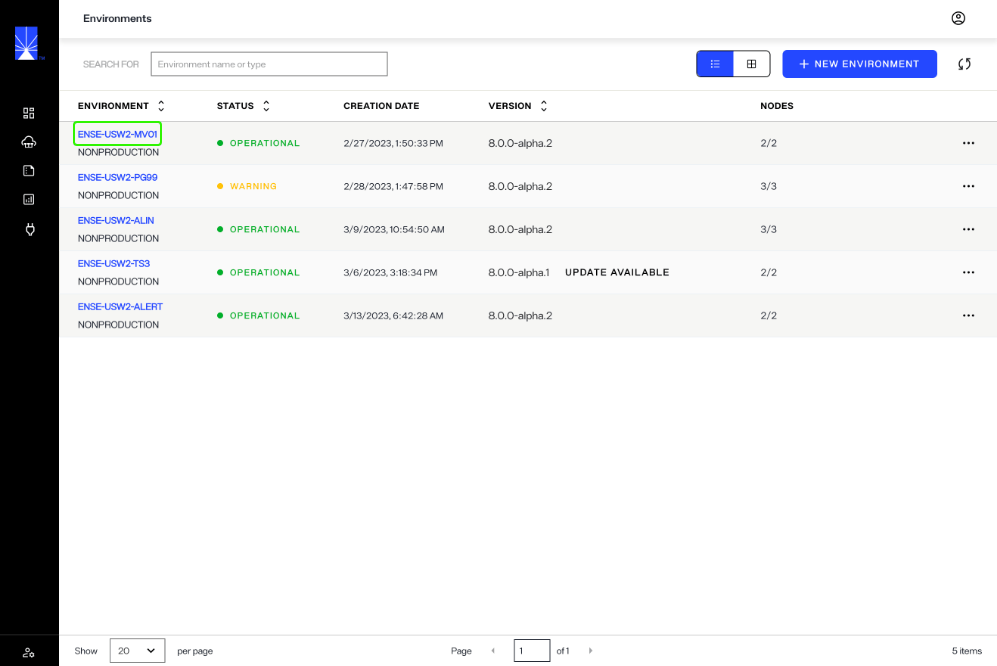 Environments
SEARCH FOR Environment name or type NEW ENVIRONMENT
ENVIRONMENT STATUS CREATION DATE VERSION NODES
ENSE-USW2-MV01
NONPRODUCTION OPERATIONAL 2/27/2023, 1:50:33 PM 8.0.0-alpha.2 2/2
ENSE-USW2-PG99
NONPRODUCTION WARNING 2/28/2023, 1:47:58 PM 8.0.0-alpha.2 3/3
ENSE-USW2-ALIN
NONPRODUCTION OPERATIONAL 3/9/2023, 10:54:50 AM 8.0.0-alpha.2 3/3
ENSE-USW2-TS3
NONPRODUCTION OPERATIONAL 3/6/2023, 3:18:34 PM 8.0.0-alpha.1 UPDATE AVAILABLE 2/2
ENSE-USW2-ALERT
NONPRODUCTION OPERATIONAL 3/13/2023, 6:42:28 AM 8.0.0-alpha.2 2/2
Show 20 per page Page 1 of 1 5 items